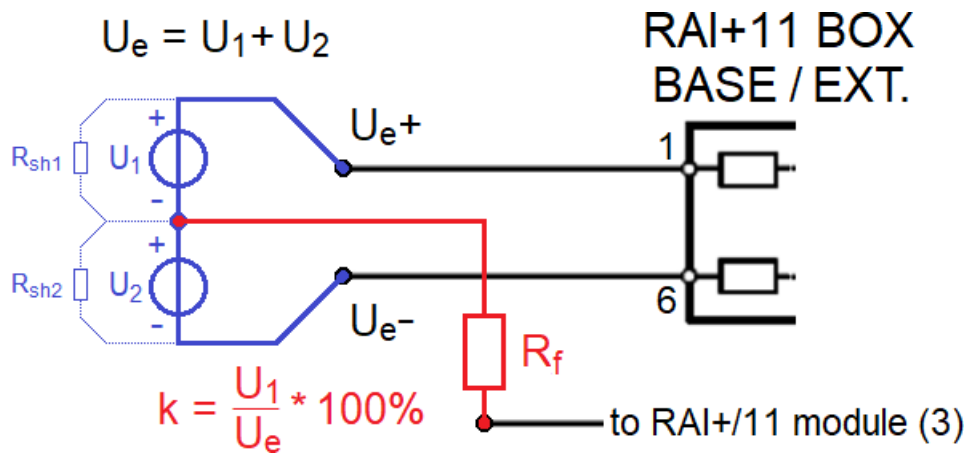 Ue = U1+ U2
RAI+11 BOX
BASE / EXT.
Ue+
1
+
Rsh1
U1
-
+
Rsh2
U2
-
6
Ue-
Rf
k = U1/Ue * 100%
to RAI+/11 module (3)